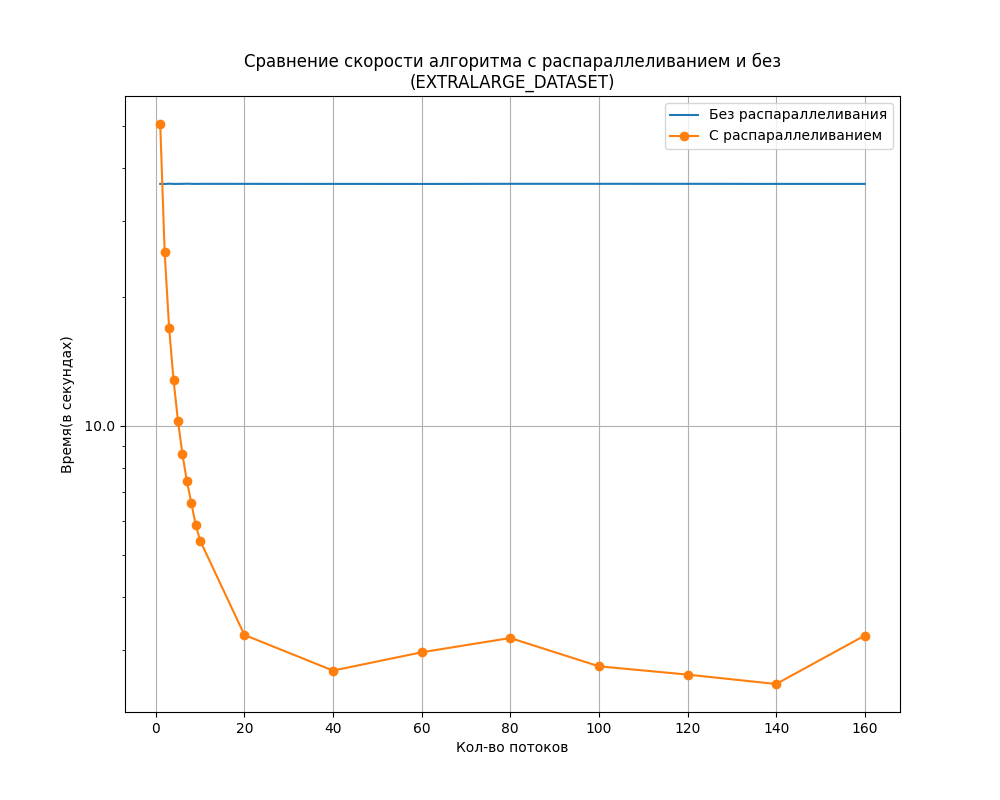 Сравнение скорости алгоритма с распараллеливанием и без
(EXTRALARGE_DATASET)
Без распараллеливания
С распараллеливанием
Время(в секундах)
10.0
0 20 40 60 80 100 120 140 160
Кол-во потоков